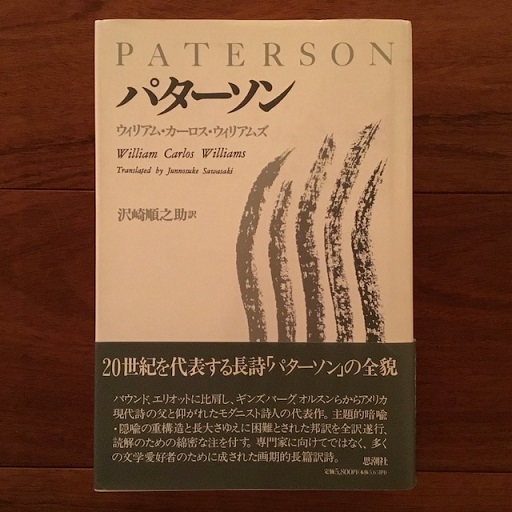 PATERSON
パターソン
ウィリアム・カーロス・ウィリアムズ
William Carlos Williams
Translated by Junnosuke Sawasaki
沢崎順之助訳
20世紀を代表する長詩「パターソン」の全貌
パウンド、エリオットに比肩し、ギンズバーグ、オルスンらからアメリカ
現代詩の父と仰がれたモダニスト詩人の代表作。主題的暗喩
・隠喩の重構造と長大さゆえに困難とされた邦訳を全訳遂行、
読解のための綿密な注を付す。専門家に向けてではなく、多く
の文学愛好者のために成された画期的長篇訳詩。
思潮社
定価5,800円